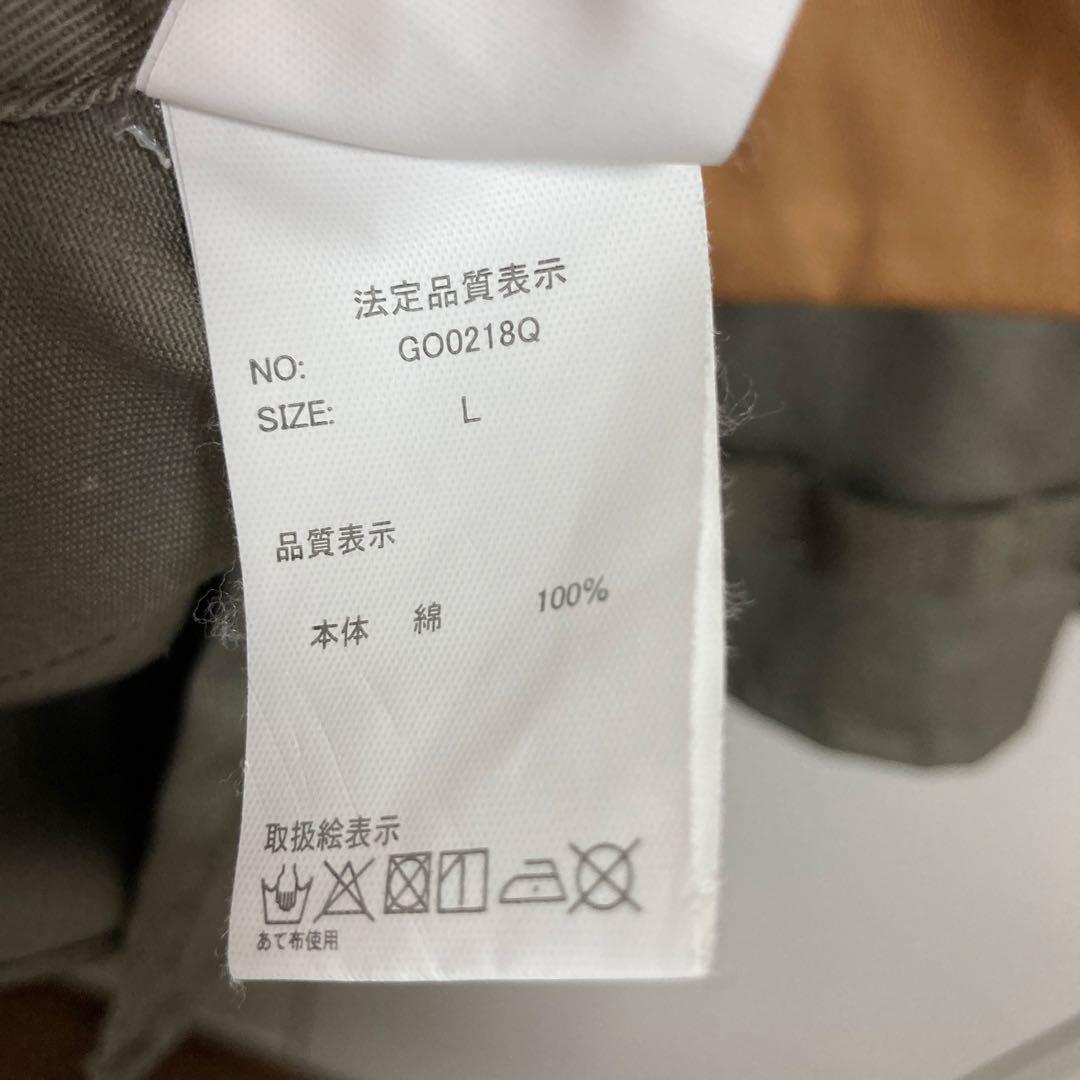 法定品質表示
NO: GO0218Q
SIZE: L
品質表示
本体 綿 100%
取扱絵表示
あて布使用